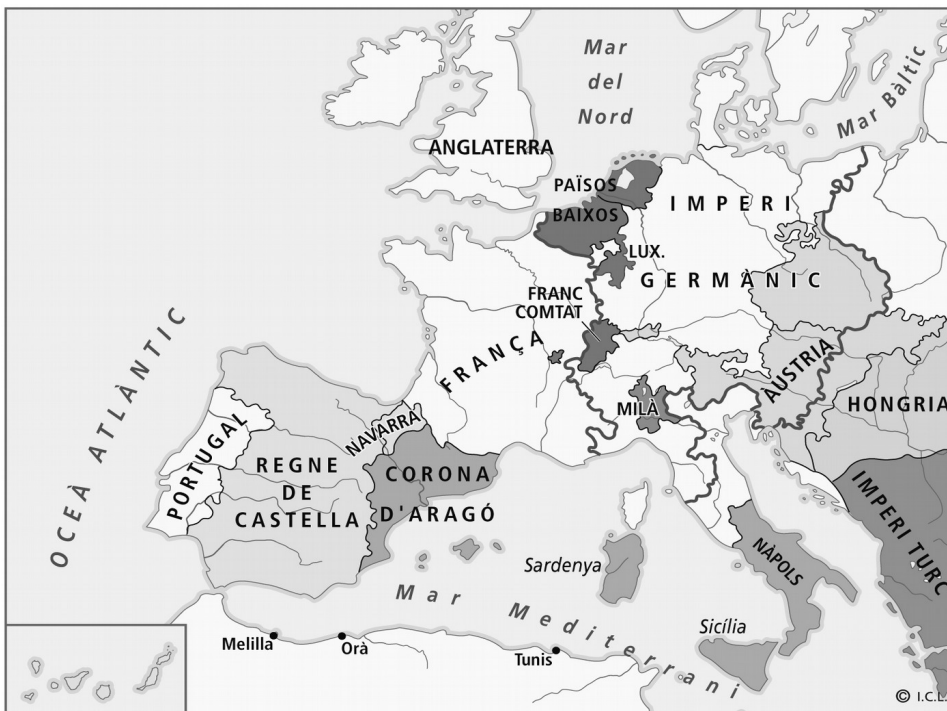 Mar
del
Nord
Mar Bàltic
ANGLATERRA
PAÏSOS
BAIXOS
IMPERI
LUX.
GERMÀNIC
FRANC
COMTAT
OCEÀ ATLÀNTIC
FRANÇA
ÀUSTRIA
MILÀ
HONGRIA
NAVARRA
PORTUGAL
REGNE
DE
CASTELLA
CORONA
D'ARAGÓ
IMPERI TURC
Sardenya
NÀPOLS
Mar Mediterrani
Sicília
Melilla
Orà
Tunis
© I.C.L.